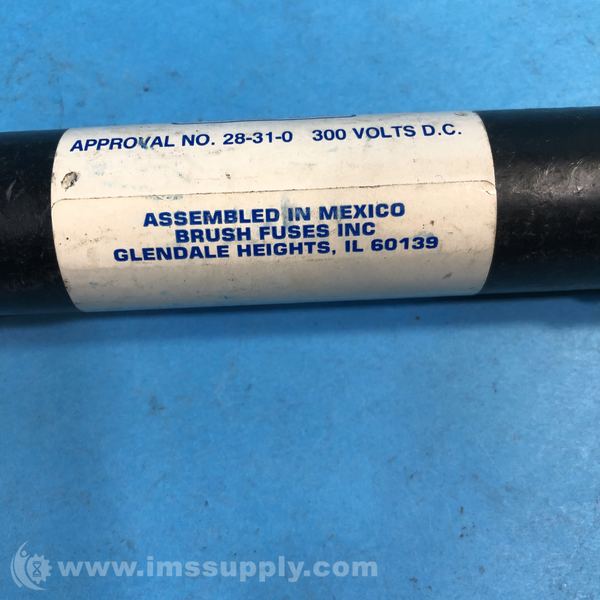 APPROVAL NO. 28-31-0 300 VOLTS D.C.
ASSEMBLED IN MEXICO
BRUSH FUSES INC
GLENDALE HEIGHTS, IL 60139
www.imssupply.com